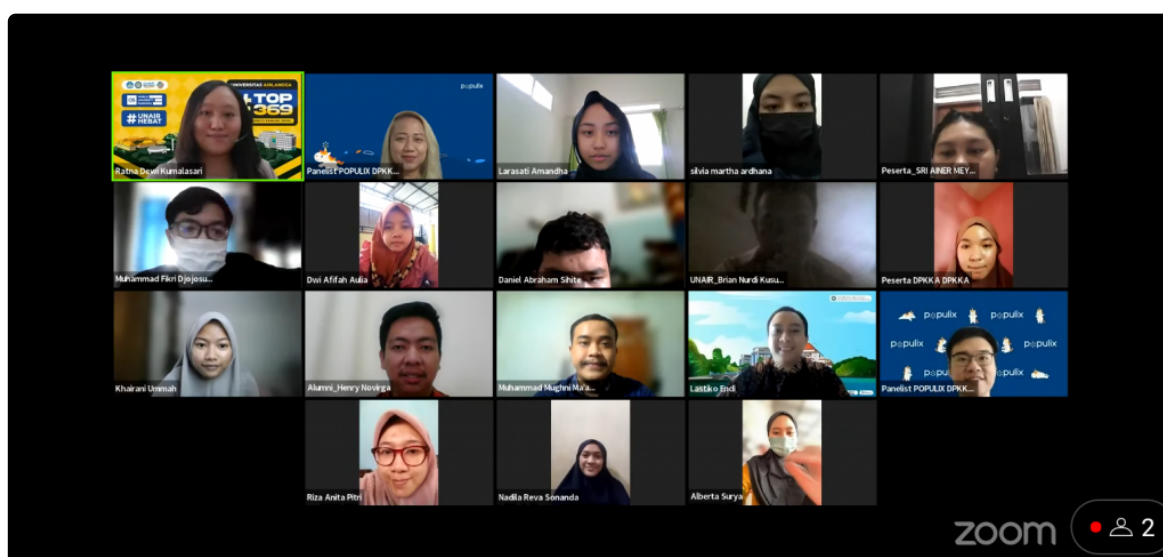 UNIVERSITAS AIRLANGGA
TOP
369
# UNAIR
HEBAT
Ratna Dewi Kumalasari
populix
Panelist POPULIX DPKK...
Larasati Amandha
silvia martha ardhana
Peserta_SRI AINER MEY...
Muhammad Fikri Djojosu...
Dwi Afifah Aulia
Daniel Abraham Sihite
UNAIR_Brian Nurdi Kusu...
Peserta DPKKA DPKKA
Khairani Ummah
Alumni_Henry Novirga
Muhammad Mughni Ma'a...
Lastiko Endi
populix
populix
populix
populix
popu
pulix
Panelist POPULIX DPKK...
Riza Anita Pitri
Nadila Reva Sonanda
Alberta Surya
zoom
2